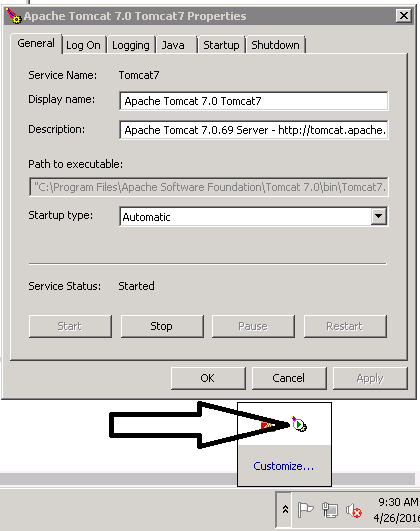 Apache Tomcat 7.0 Tomcat7 Properties
General Log On Logging Java Startup Shutdown
Service Name: Tomcat7
Display name: Apache Tomcat 7.0 Tomcat7
Description: Apache Tomcat 7.0.69 Server - http://tomcat.apache.
Path to executable:
"C:\Program Files\Apache Software Foundation\Tomcat 7.0\bin\Tomcat7.
Startup type: Automatic
Service Status: Started
Start Stop Pause Restart
OK Cancel Apply
Customize...
9:30 AM
4/26/2016